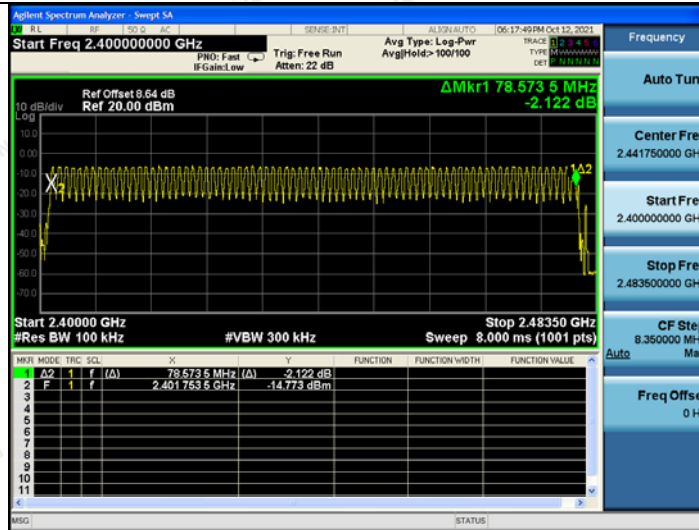 Agilent Spectrum Analyzer - Swept SA
LXI RL RF 50 Ω AC SENSE:INT ALIGN AUTO 06:17:49 PM Oct 12, 2021
Start Freq 2.400000000 GHz
PNO: Fast
IFGain:Low
Trig: Free Run
Atten: 22 dB
Avg Type: Log-Pwr
Avg|Hold:> 100/100
TRACE 1 2 3 4 5 6
TYPE M
DET P N N N N N
Ref Offset 8.64 dB
Ref 20.00 dBm
10 dB/div
Log
ΔMkr1 78.573 5 MHz
-2.122 dB
10.0
0.00
-10.0
-20.0
-30.0
-40.0
-50.0
-60.0
-70.0
2
1Δ2
Start 2.40000 GHz
#Res BW 100 kHz
#VBW 300 kHz
Stop 2.48350 GHz
Sweep 8.000 ms (1001 pts)
MKR MODE TRC SCL X Y FUNCTION FUNCTION WIDTH FUNCTION VALUE
1 Δ2 1 f (Δ) 78.573 5 MHz (Δ) -2.122 dB
2 F 1 f 2.401 753 5 GHz -14.773 dBm
3
4
5
6
7
8
9
10
11
MSG STATUS
Frequency
Auto Tun
Center Fre
2.441750000 GH
Start Fre
2.400000000 GH
Stop Fre
2.483500000 GH
CF Ste
8.350000 MH
Auto Ma
Freq Offse
0 H